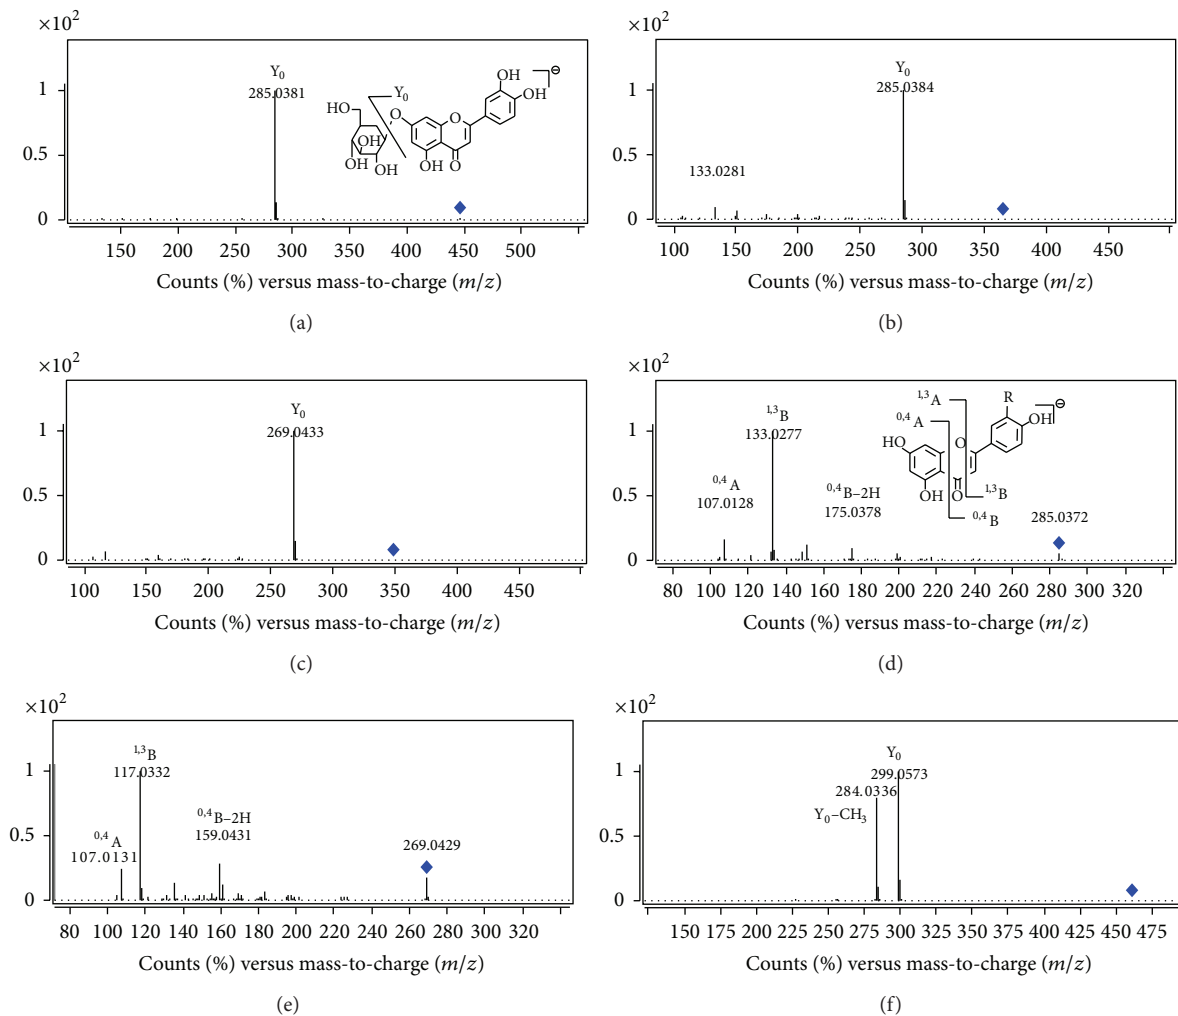 ×10²
1
0.5
0
Y₀
285.0381
HO
O
Y₀
OH
OH
OH
O
O
OH
OH
⊖
OH
O
150 200 250 300 350 400 450 500 550
Counts (%) versus mass-to-charge (m/z)
(a)
×10²
1
0.5
0
Y₀
285.0384
133.0281
100 150 200 250 300 350 400 450
Counts (%) versus mass-to-charge (m/z)
(b)
×10²
1
0.5
0
Y₀
269.0433
100 150 200 250 300 350 400 450
Counts (%) versus mass-to-charge (m/z)
(c)
×10²
1
0.5
0
¹,³B
133.0277
⁰,⁴A
107.0128
⁰,⁴B–2H
175.0378
¹,³A
⁰,⁴A
R
OH
⊖
HO
O
OH
O
¹,³B
⁰,⁴B
285.0372
80 100 120 140 160 180 200 220 240 260 280 300 320
Counts (%) versus mass-to-charge (m/z)
(d)
×10²
1
0.5
0
¹,³B
117.0332
⁰,⁴A
107.0131
⁰,⁴B–2H
159.0431
269.0429
80 100 120 140 160 180 200 220 240 260 280 300 320
Counts (%) versus mass-to-charge (m/z)
(e)
×10²
1
0.5
0
Y₀
299.0573
284.0336
Y₀–CH₃
150 175 200 225 250 275 300 325 350 375 400 425 450 475
Counts (%) versus mass-to-charge (m/z)
(f)